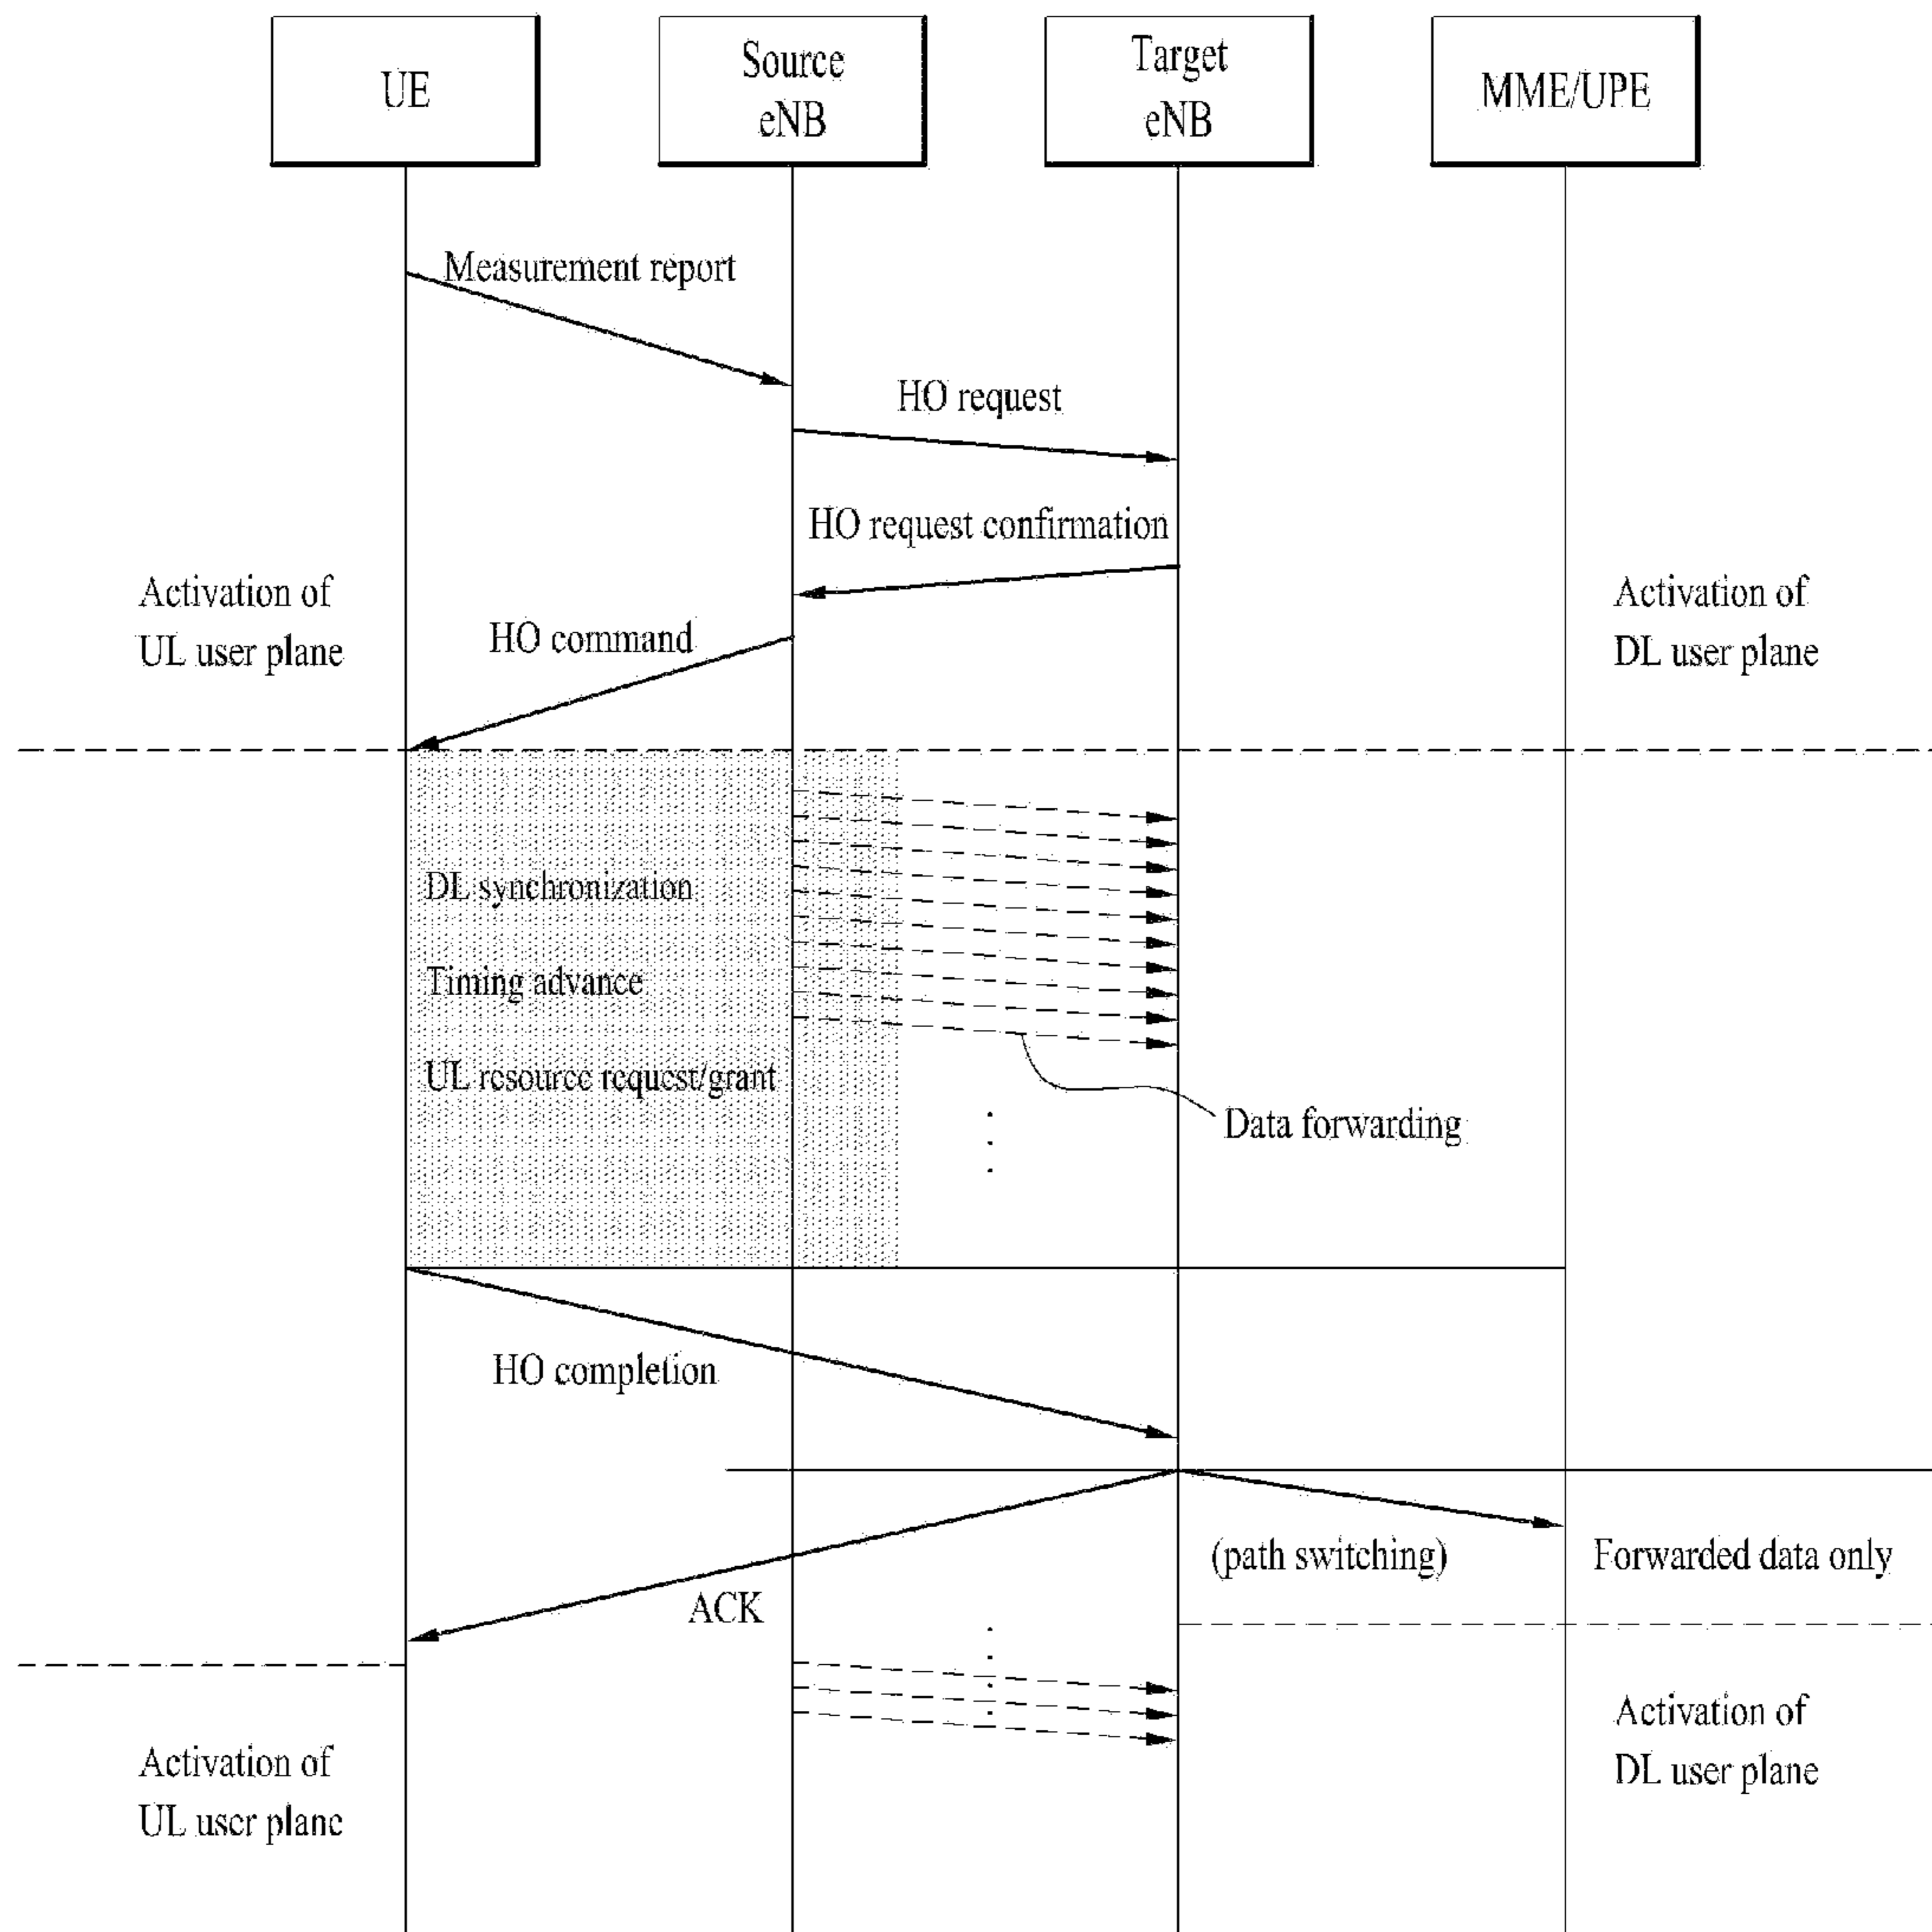 UE
Source
eNB
Target
eNB
MME/UPE
Measurement report
HO request
HO request confirmation
Activation of
UL user plane
HO command
Activation of
DL user plane
DL synchronization
Timing advance
UL resource request/grant
Data forwarding
HO completion
(path switching)
Forwarded data only
ACK
Activation of
UL user plane
Activation of
DL user plane